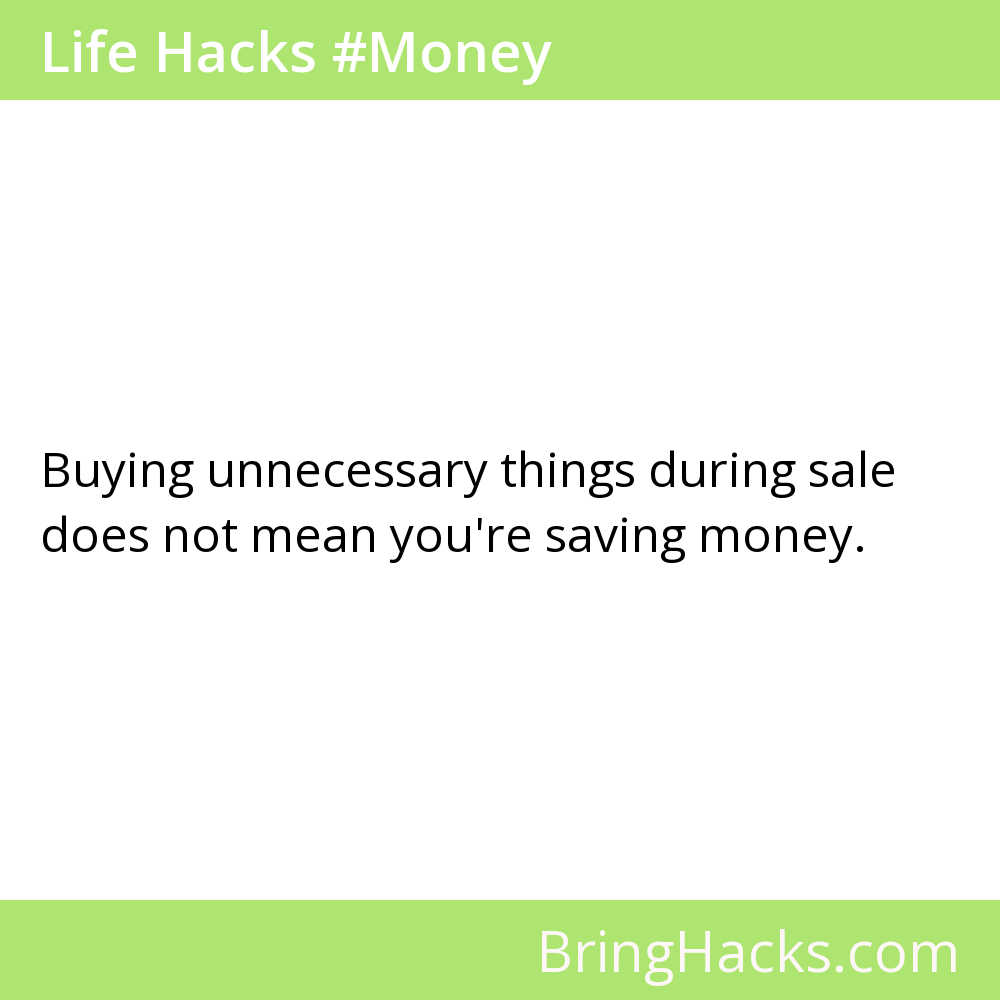 Life Hacks #Money
Buying unnecessary things during sale
does not mean you're saving money.
BringHacks.com